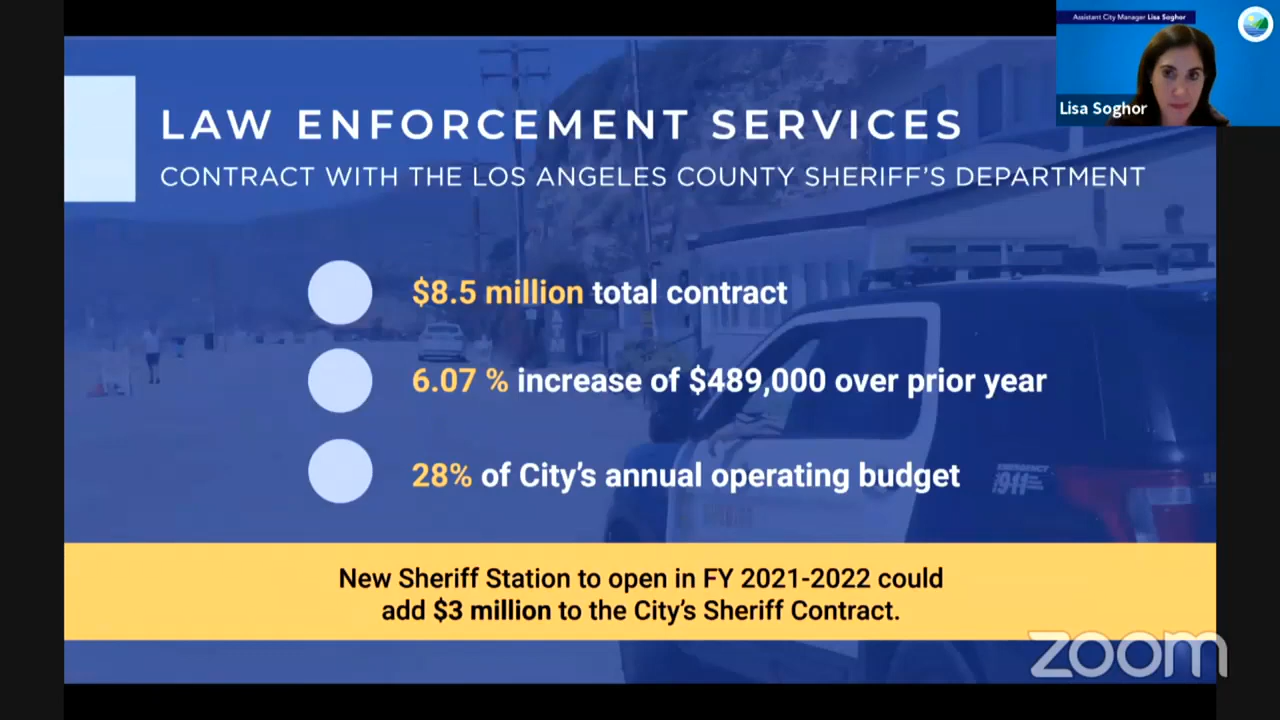 Assistant City Manager Lisa Soghor
Lisa Soghor
LAW ENFORCEMENT SERVICES
CONTRACT WITH THE LOS ANGELES COUNTY SHERIFF'S DEPARTMENT
$8.5 million total contract
6.07 % increase of $489,000 over prior year
28% of City's annual operating budget
EMERGENCY
911
New Sheriff Station to open in FY 2021-2022 could
add $3 million to the City's Sheriff Contract.
zoom